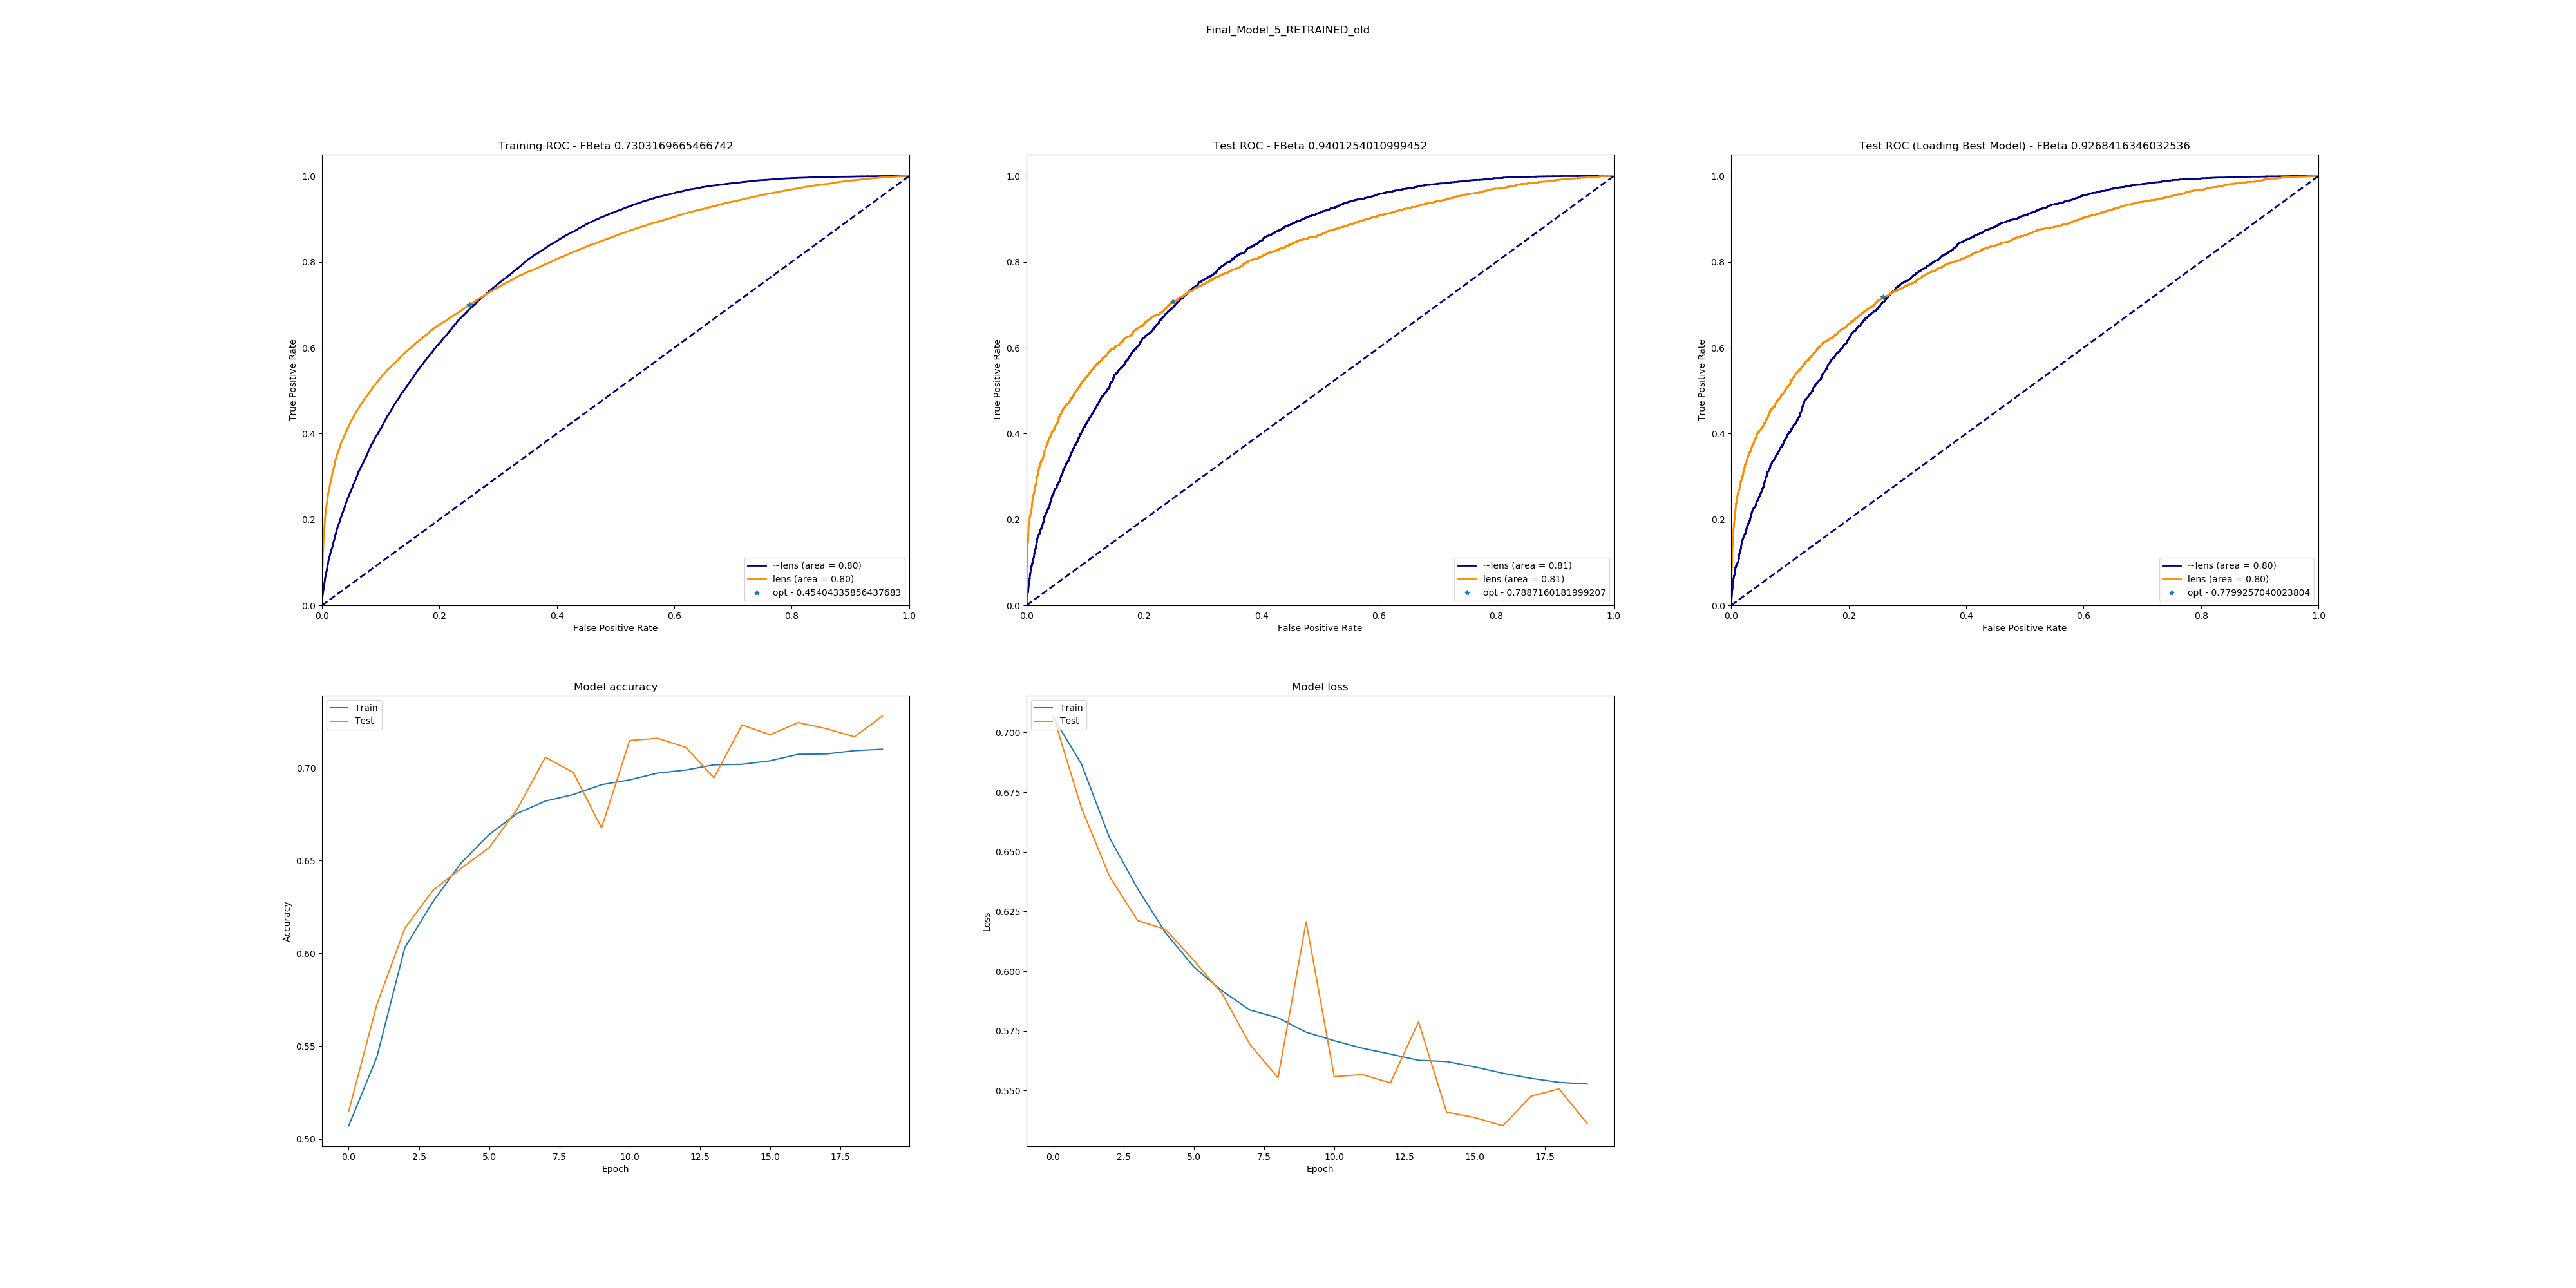 Final_Model_5_RETRAINED_old
Training ROC - FBeta 0.7303169665466742
True Positive Rate
1.0
0.8
0.6
0.4
0.2
0.0
~lens (area = 0.80)
lens (area = 0.80)
opt - 0.45404335856437683
0.0 0.2 0.4 0.6 0.8 1.0
False Positive Rate
Test ROC - FBeta 0.9401254010999452
True Positive Rate
1.0
0.8
0.6
0.4
0.2
0.0
~lens (area = 0.81)
lens (area = 0.81)
opt - 0.7887160181999207
0.0 0.2 0.4 0.6 0.8 1.0
False Positive Rate
Test ROC (Loading Best Model) - FBeta 0.9268416346032536
True Positive Rate
1.0
0.8
0.6
0.4
0.2
0.0
~lens (area = 0.80)
lens (area = 0.80)
opt - 0.7799257040023804
0.0 0.2 0.4 0.6 0.8 1.0
False Positive Rate
Model accuracy
Train
Test
Accuracy
0.70
0.65
0.60
0.55
0.50
0.0 2.5 5.0 7.5 10.0 12.5 15.0 17.5
Epoch
Model loss
Train
Test
Loss
0.700
0.675
0.650
0.625
0.600
0.575
0.550
0.0 2.5 5.0 7.5 10.0 12.5 15.0 17.5
Epoch